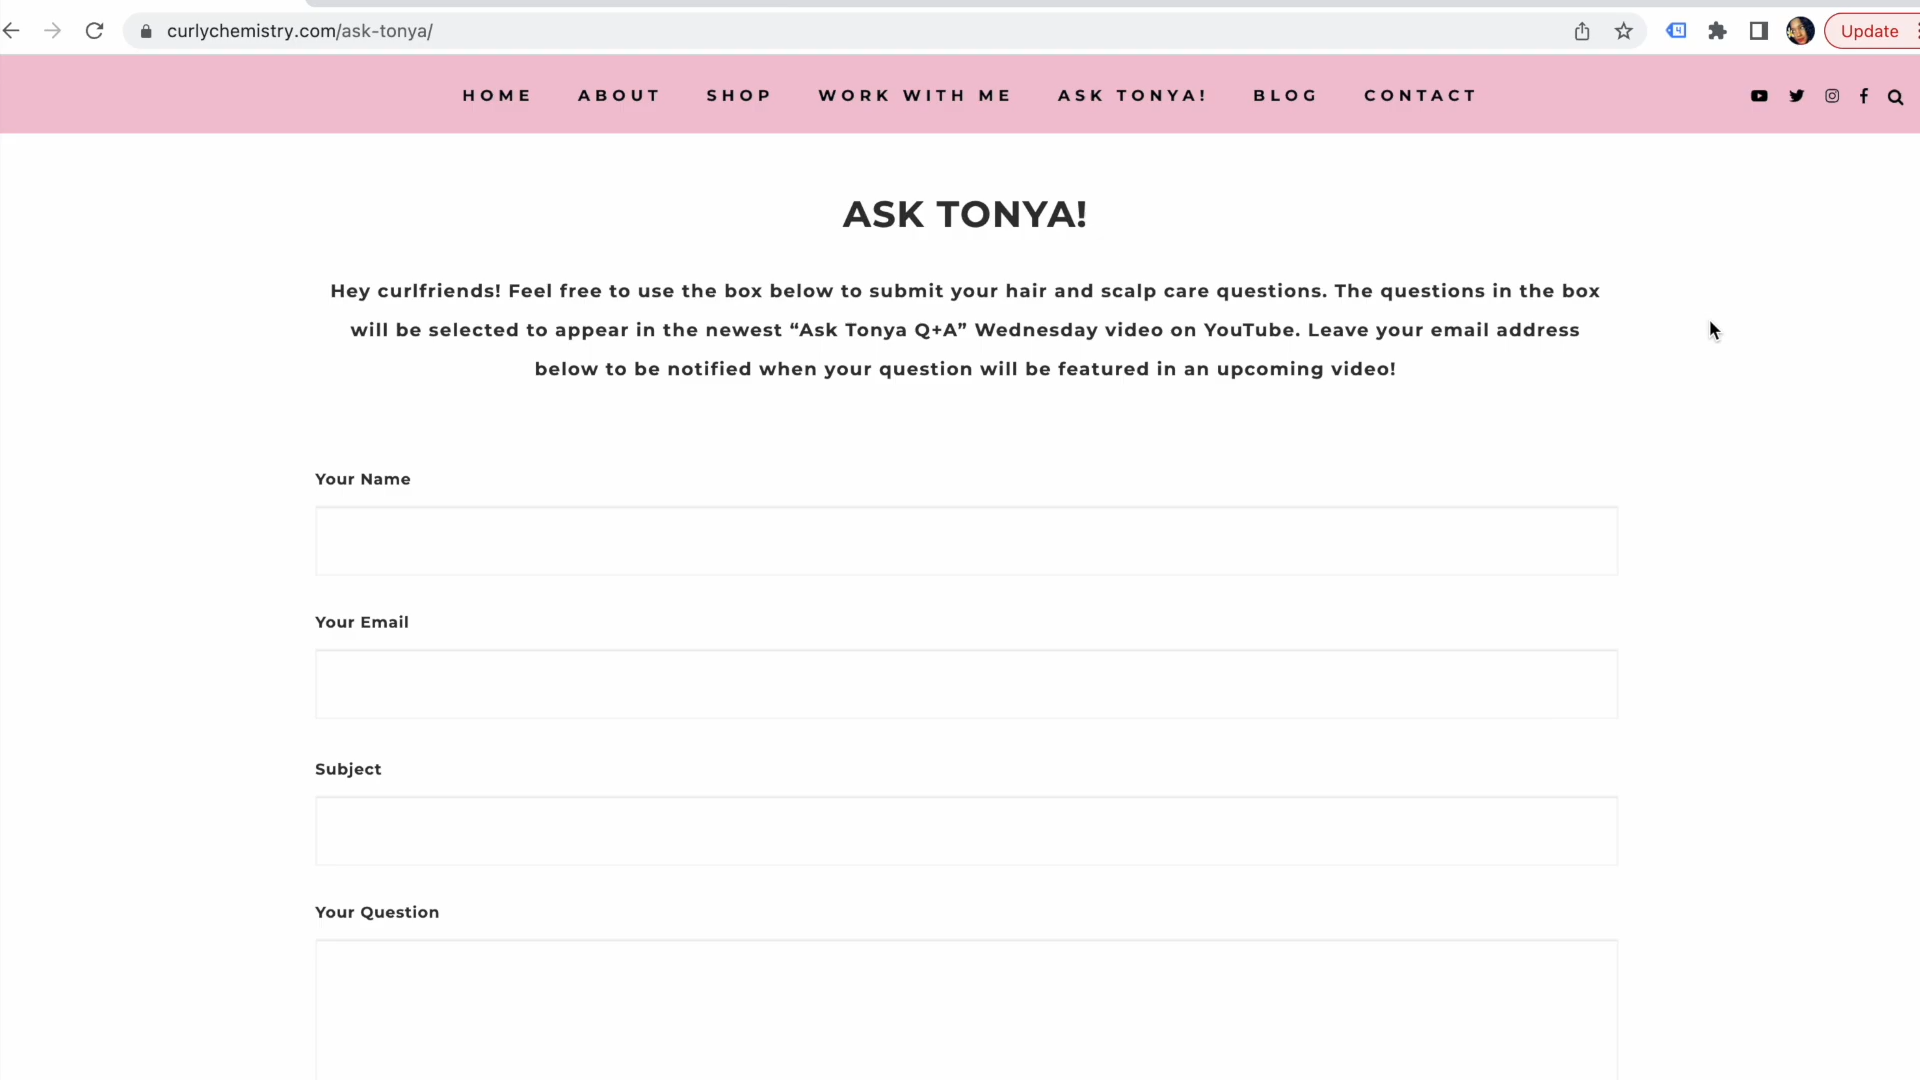 curlychemistry.com/ask-tonya/
Update
HOME ABOUT SHOP WORK WITH ME ASK TONYA! BLOG CONTACT
ASK TONYA!
Hey curlfriends! Feel free to use the box below to submit your hair and scalp care questions. The questions in the box
will be selected to appear in the newest “Ask Tonya Q+A” Wednesday video on YouTube. Leave your email address
below to be notified when your question will be featured in an upcoming video!
Your Name
Your Email
Subject
Your Question